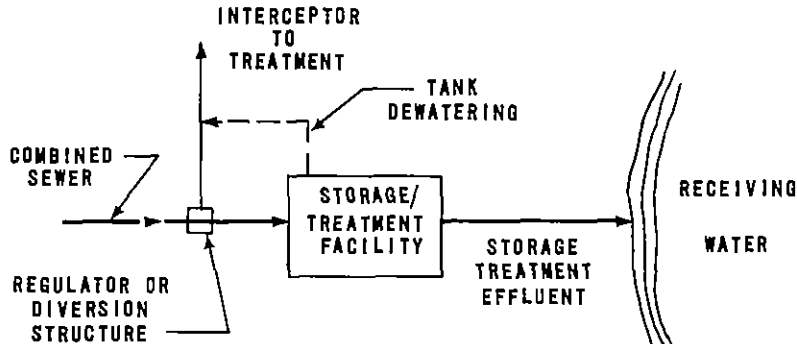 INTERCEPTOR
TO
TREATMENT
TANK
DEWATERING
COMBINED
SEWER
STORAGE/
TREATMENT
FACILITY
RECEIVING
WATER
STORAGE
TREATMENT
EFFLUENT
REGULATOR OR
DIVERSION
STRUCTURE